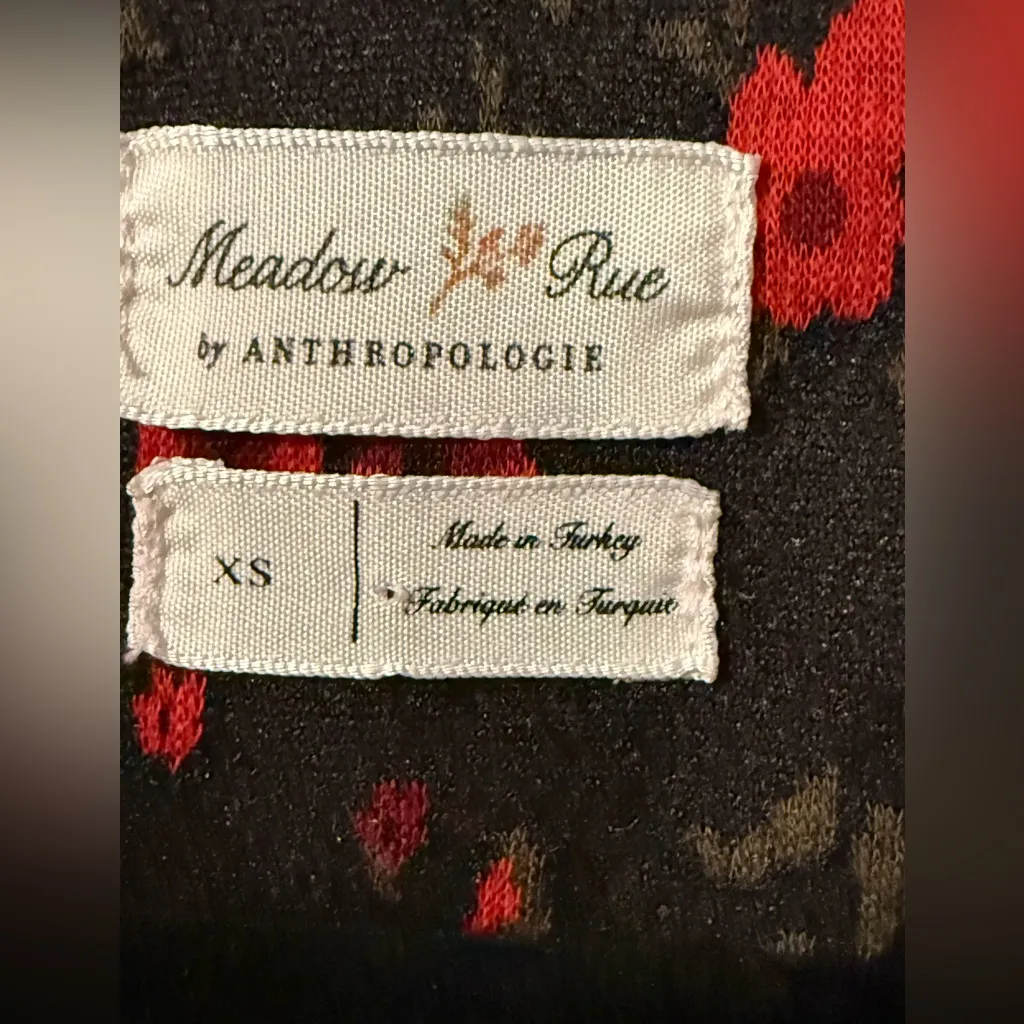 Meadow Rue
by ANTHROPOLOGIE
XS
Made in Turkey
Fabriqué en Turquie